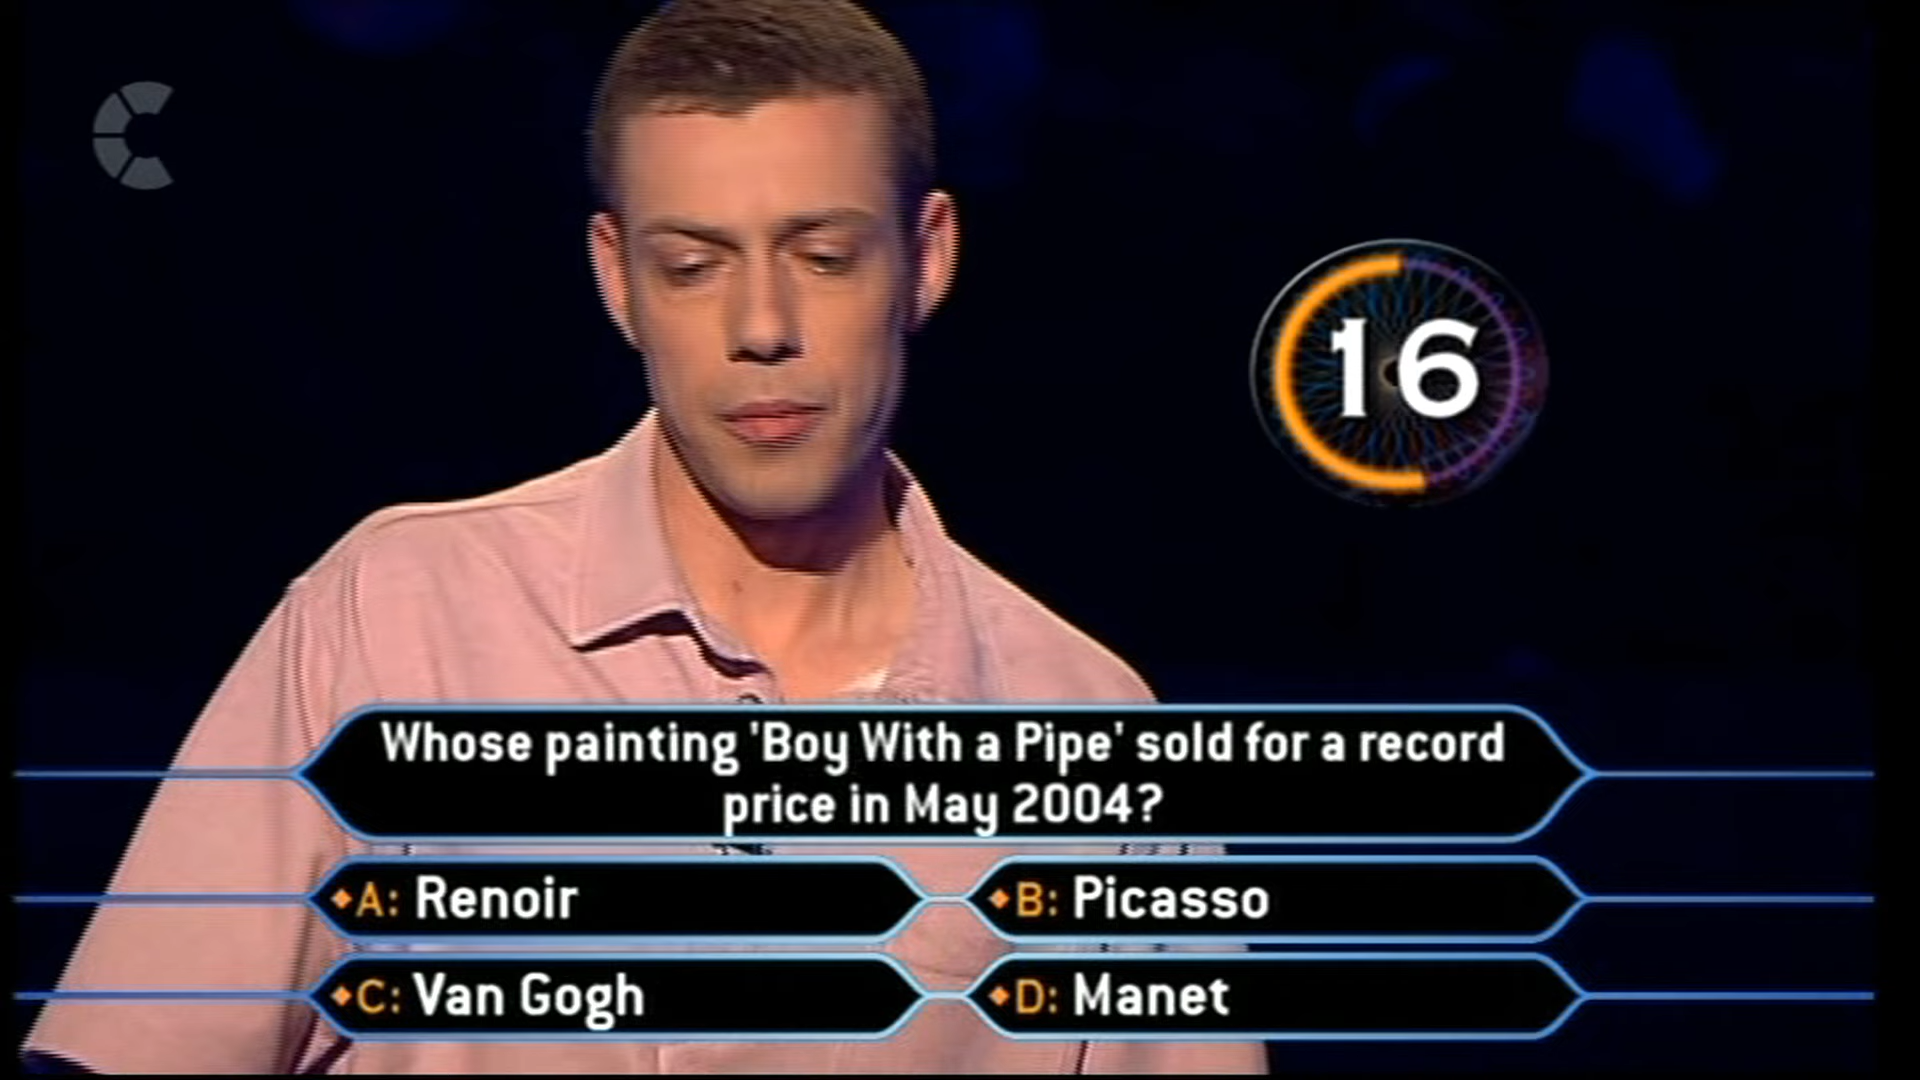 16
Whose painting 'Boy With a Pipe' sold for a record
price in May 2004?
A: Renoir
B: Picasso
C: Van Gogh
D: Manet